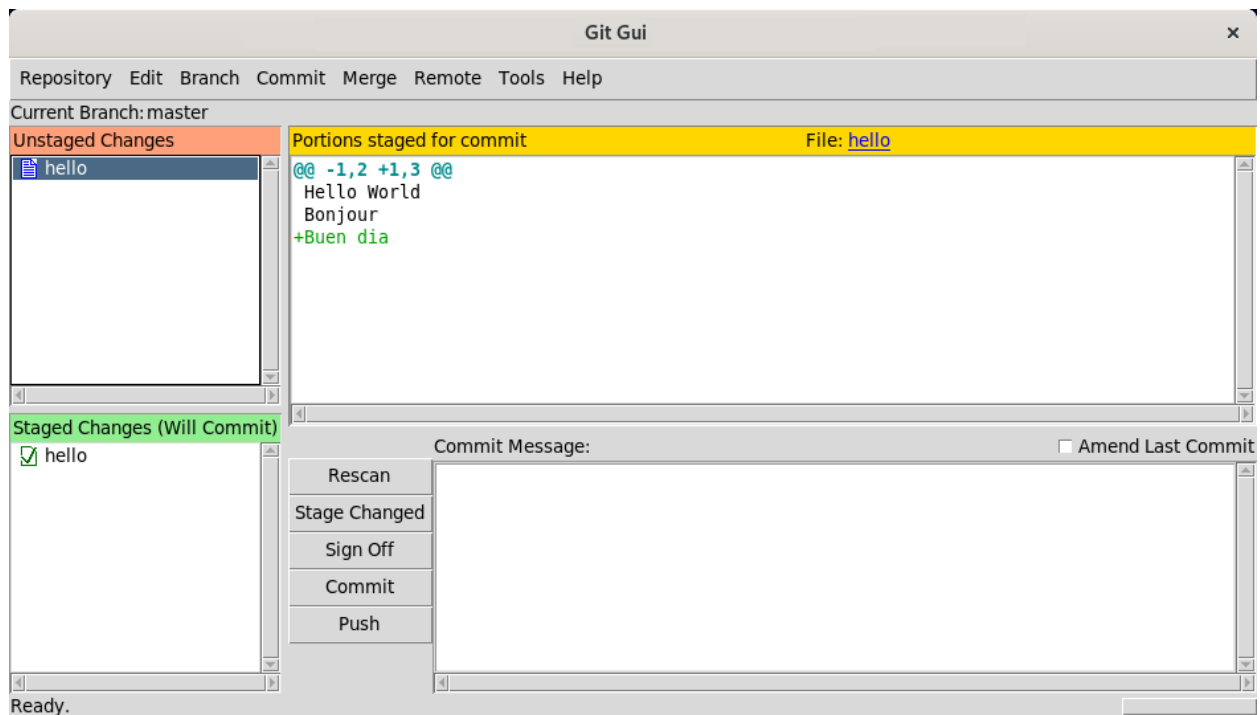 Git Gui ×
Repository Edit Branch Commit Merge Remote Tools Help
Current Branch: master
Unstaged Changes
hello
Portions staged for commit File: hello
@@ -1,2 +1,3 @@
Hello World
Bonjour
+Buen dia
Staged Changes (Will Commit)
hello
Commit Message: Amend Last Commit
Rescan
Stage Changed
Sign Off
Commit
Push
Ready.